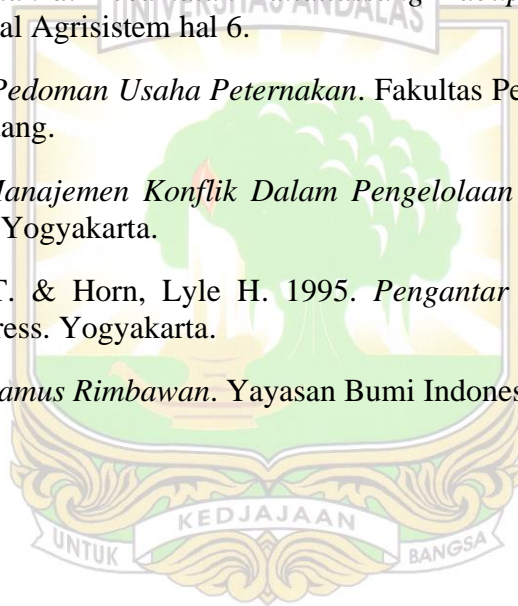 al Agrisistem hal 6.
Pedoman Usaha Peternakan. Fakultas Pe
ang.
Manajemen Konflik Dalam Pengelolaan
Yogyakarta.
T. & Horn, Lyle H. 1995. Pengantar
ress. Yogyakarta.
amus Rimbawan. Yayasan Bumi Indones
KEDJAJAAN
UNTUK BANGSA